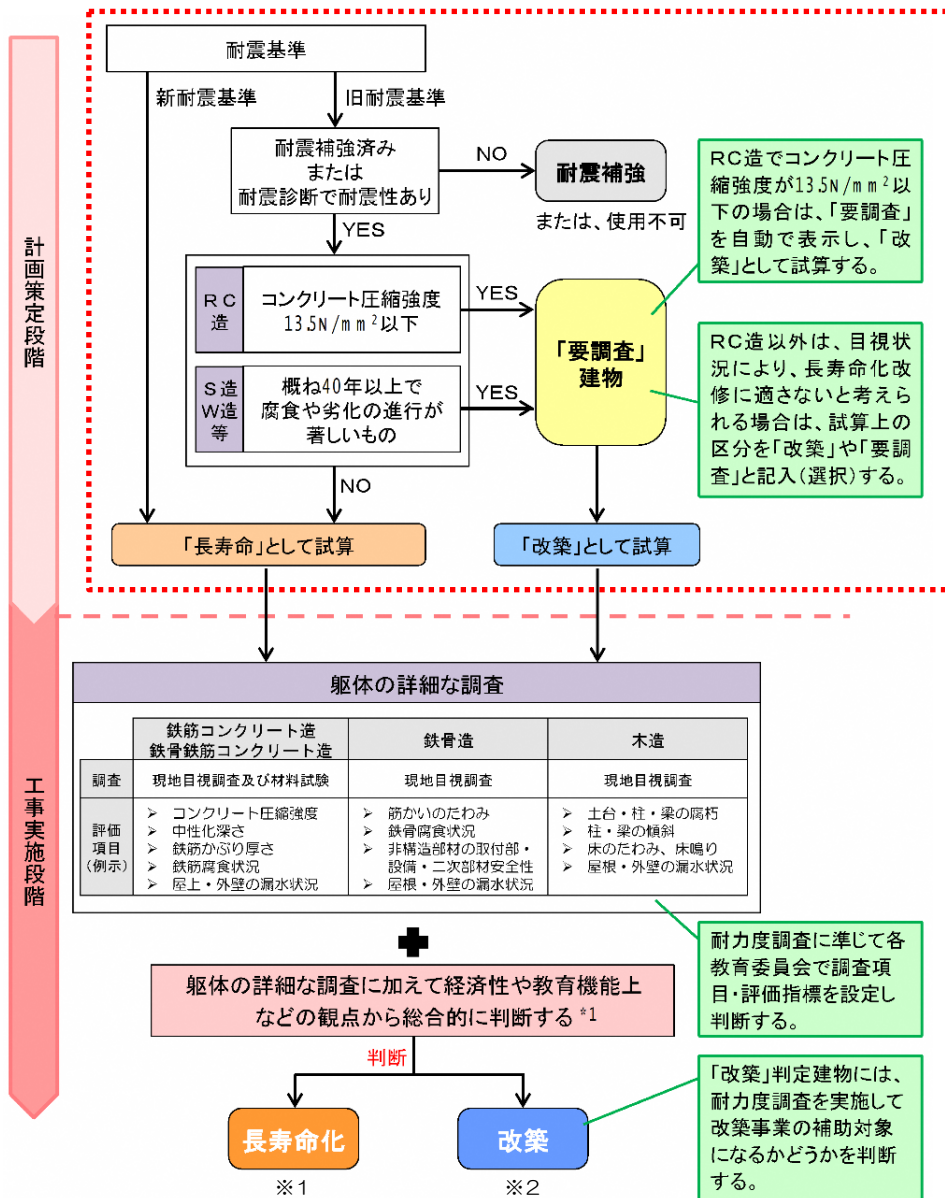 計画策定段階
耐震基準
新耐震基準
旧耐震基準
耐震補強済み
または
耐震診断で耐震性あり
NO
耐震補強
または、使用不可
YES
RC
造
コンクリート圧縮強度
13.5N/mm²以下
YES
S造
W造
等
概ね40年以上で
腐食や劣化の進行が
著しいもの
YES
「要調査」
建物
NO
「長寿命」として試算
「改築」として試算
RC造でコンクリート圧
縮強度が13.5N/mm²以
下の場合は、「要調査」
を自動で表示し、「改
築」として試算する。
RC造以外は、目視状
況により、長寿命化改
修に適さないと考えら
れる場合は、試算上の
区分を「改築」や「要調
査」と記入(選択)する。
工事実施段階
躯体の詳細な調査
鉄筋コンクリート造
鉄骨鉄筋コンクリート造
鉄骨造
木造
調査
現地目視調査及び材料試験
現地目視調査
現地目視調査
評価
項目
(例示)
➢ コンクリート圧縮強度
➢ 中性化深さ
➢ 鉄筋かぶり厚さ
➢ 鉄筋腐食状況
➢ 屋上・外壁の漏水状況
➢ 筋かいのたわみ
➢ 鉄骨腐食状況
➢ 非構造部材の取付部・
設備・二次部材安全性
➢ 屋根・外壁の漏水状況
➢ 土台・柱・梁の腐朽
➢ 柱・梁の傾斜
➢ 床のたわみ、床鳴り
➢ 屋根・外壁の漏水状況
耐力度調査に準じて各
教育委員会で調査項
目・評価指標を設定し
判断する。
躯体の詳細な調査に加えて経済性や教育機能上
などの観点から総合的に判断する*1
判断
長寿命化
改築
※1
※2
「改築」判定建物には、
耐力度調査を実施して
改築事業の補助対象
になるかどうかを判断
する。